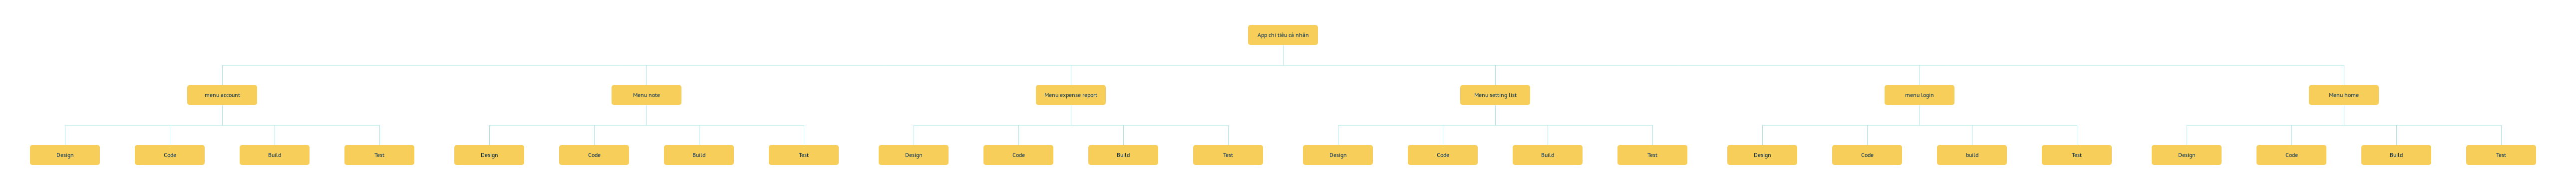 App chi tiêu cá nhân
menu account
Menu note
Menu expense report
Menu setting list
menu login
Menu home
Design
Code
Build
Test
Design
Code
Build
Test
Design
Code
Build
Test
Design
Code
Build
Test
Design
Code
build
Test
Design
Code
Build
Test